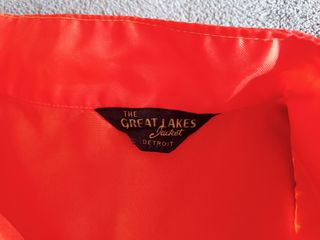 THE
GREAT LAKES
Jacket
DETROIT